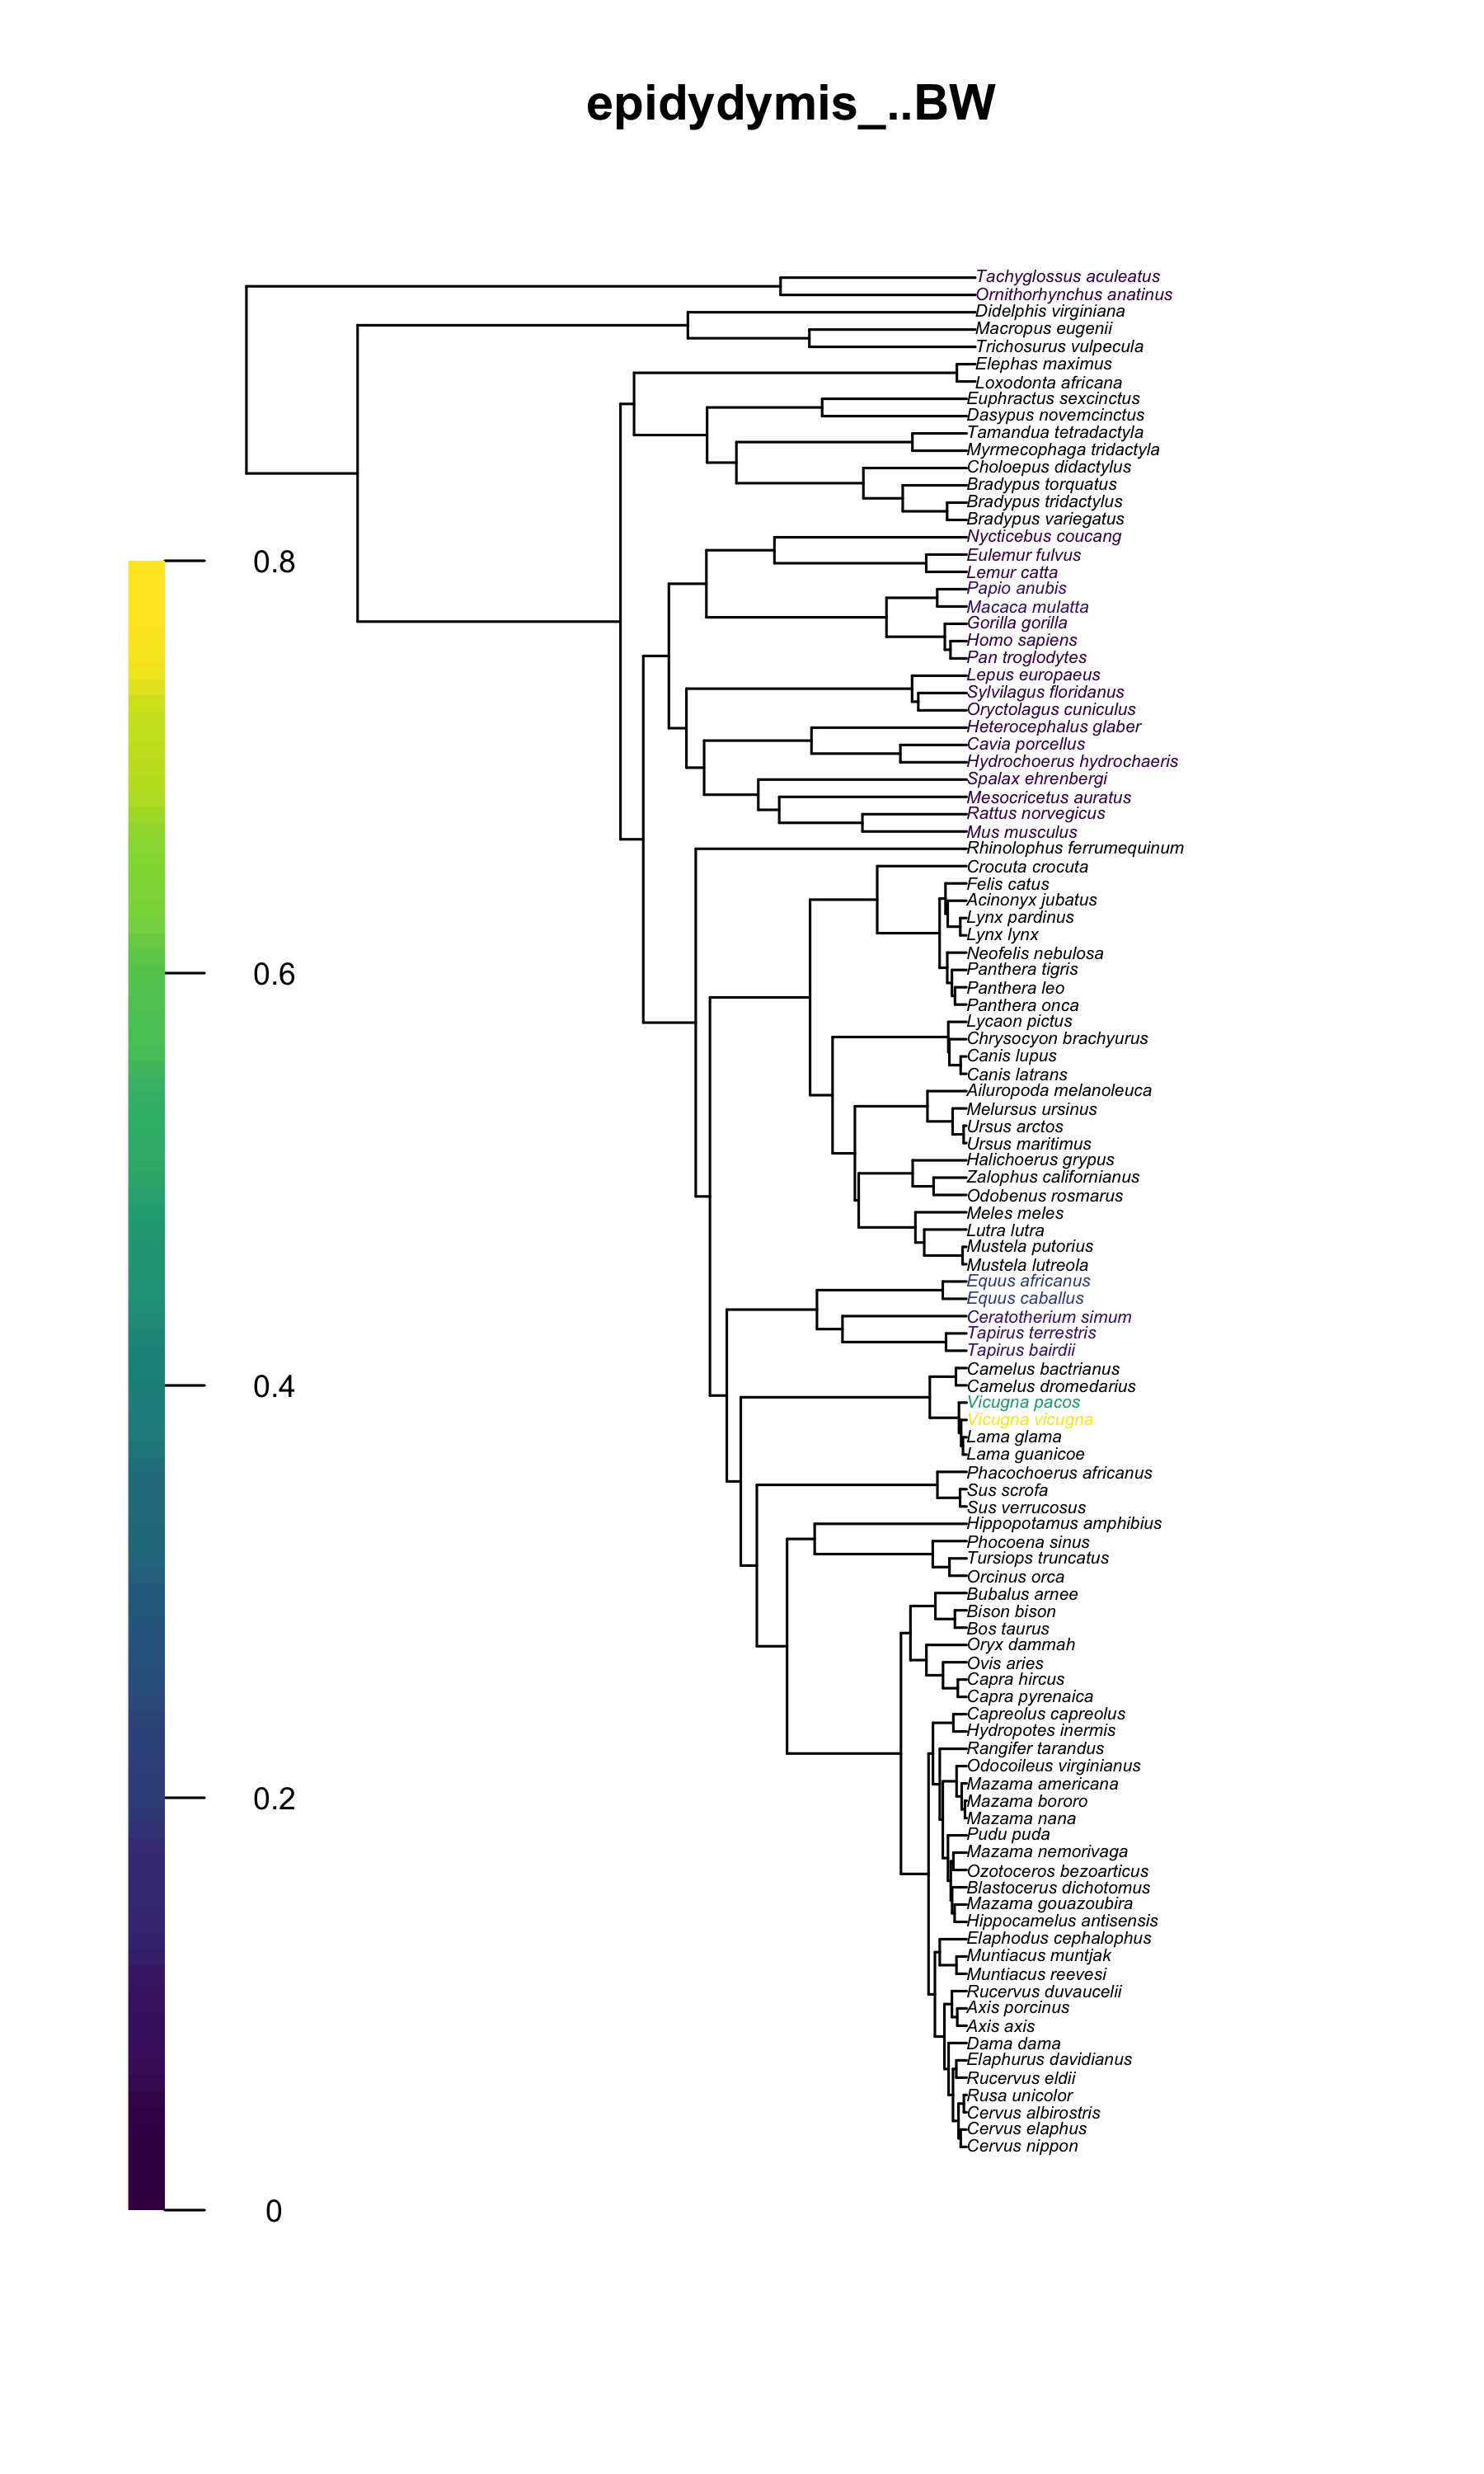 epidydymis_..BW
Tachyglossus aculeatus
Ornithorhynchus anatinus
Didelphis virginiana
Macropus eugenii
Trichosurus vulpecula
Elephas maximus
Loxodonta africana
Euphractus sexcinctus
Dasypus novemcinctus
Tamandua tetradactyla
Myrmecophaga tridactyla
Choloepus didactylus
Bradypus torquatus
Bradypus tridactylus
Bradypus variegatus
Nycticebus coucang
Eulemur fulvus
Lemur catta
Papio anubis
Macaca mulatta
Gorilla gorilla
Homo sapiens
Pan troglodytes
Lepus europaeus
Sylvilagus floridanus
Oryctolagus cuniculus
Heterocephalus glaber
Cavia porcellus
Hydrochoerus hydrochaeris
Spalax ehrenbergi
Mesocricetus auratus
Rattus norvegicus
Mus musculus
Rhinolophus ferrumequinum
Crocuta crocuta
Felis catus
Acinonyx jubatus
Lynx pardinus
Lynx lynx
Neofelis nebulosa
Panthera tigris
Panthera leo
Panthera onca
Lycaon pictus
Chrysocyon brachyurus
Canis lupus
Canis latrans
Ailuropoda melanoleuca
Melursus ursinus
Ursus arctos
Ursus maritimus
Halichoerus grypus
Zalophus californianus
Odobenus rosmarus
Meles meles
Lutra lutra
Mustela putorius
Mustela lutreola
Equus africanus
Equus caballus
Ceratotherium simum
Tapirus terrestris
Tapirus bairdii
Camelus bactrianus
Camelus dromedarius
Vicugna pacos
Vicugna vicugna
Lama glama
Lama guanicoe
Phacochoerus africanus
Sus scrofa
Sus verrucosus
Hippopotamus amphibius
Phocoena sinus
Tursiops truncatus
Orcinus orca
Bubalus arnee
Bison bison
Bos taurus
Oryx dammah
Ovis aries
Capra hircus
Capra pyrenaica
Capreolus capreolus
Hydropotes inermis
Rangifer tarandus
Odocoileus virginianus
Mazama americana
Mazama bororo
Mazama nana
Pudu puda
Mazama nemorivaga
Ozotoceros bezoarticus
Blastocerus dichotomus
Mazama gouazoubira
Hippocamelus antisensis
Elaphodus cephalophus
Muntiacus muntjak
Muntiacus reevesi
Rucervus duvaucelii
Axis porcinus
Axis axis
Dama dama
Elaphurus davidianus
Rucervus eldii
Rusa unicolor
Cervus albirostris
Cervus elaphus
Cervus nippon
0.8
0.6
0.4
0.2
0